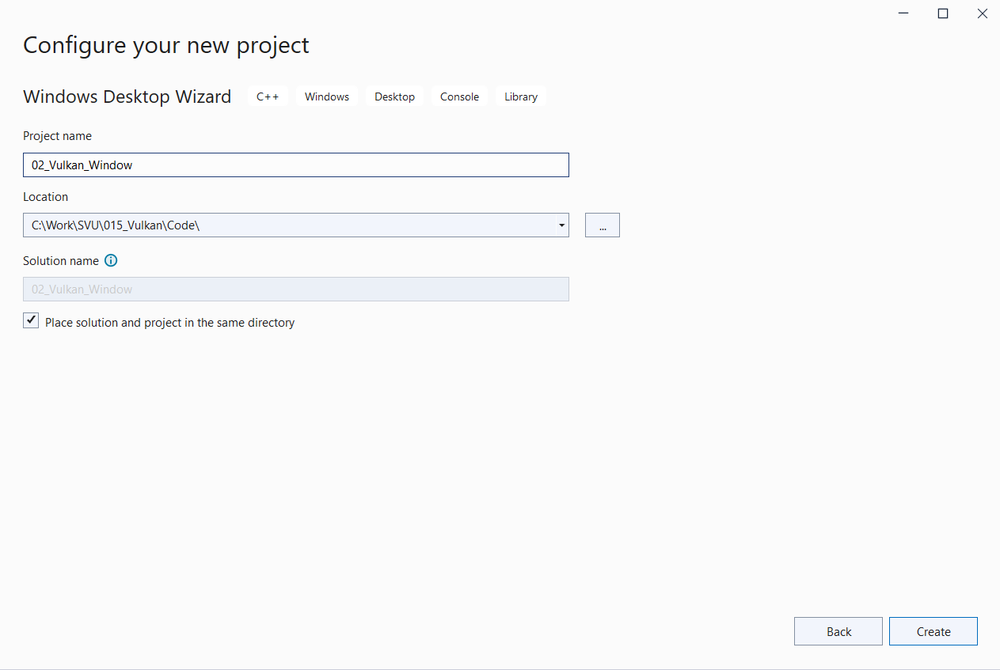 Configure your new project
Windows Desktop Wizard C++ Windows Desktop Console Library
Project name
02_Vulkan_Window
Location
C:\Work\SVU\015_Vulkan\Code\
...
Solution name
02_Vulkan_Window
Place solution and project in the same directory
Back Create